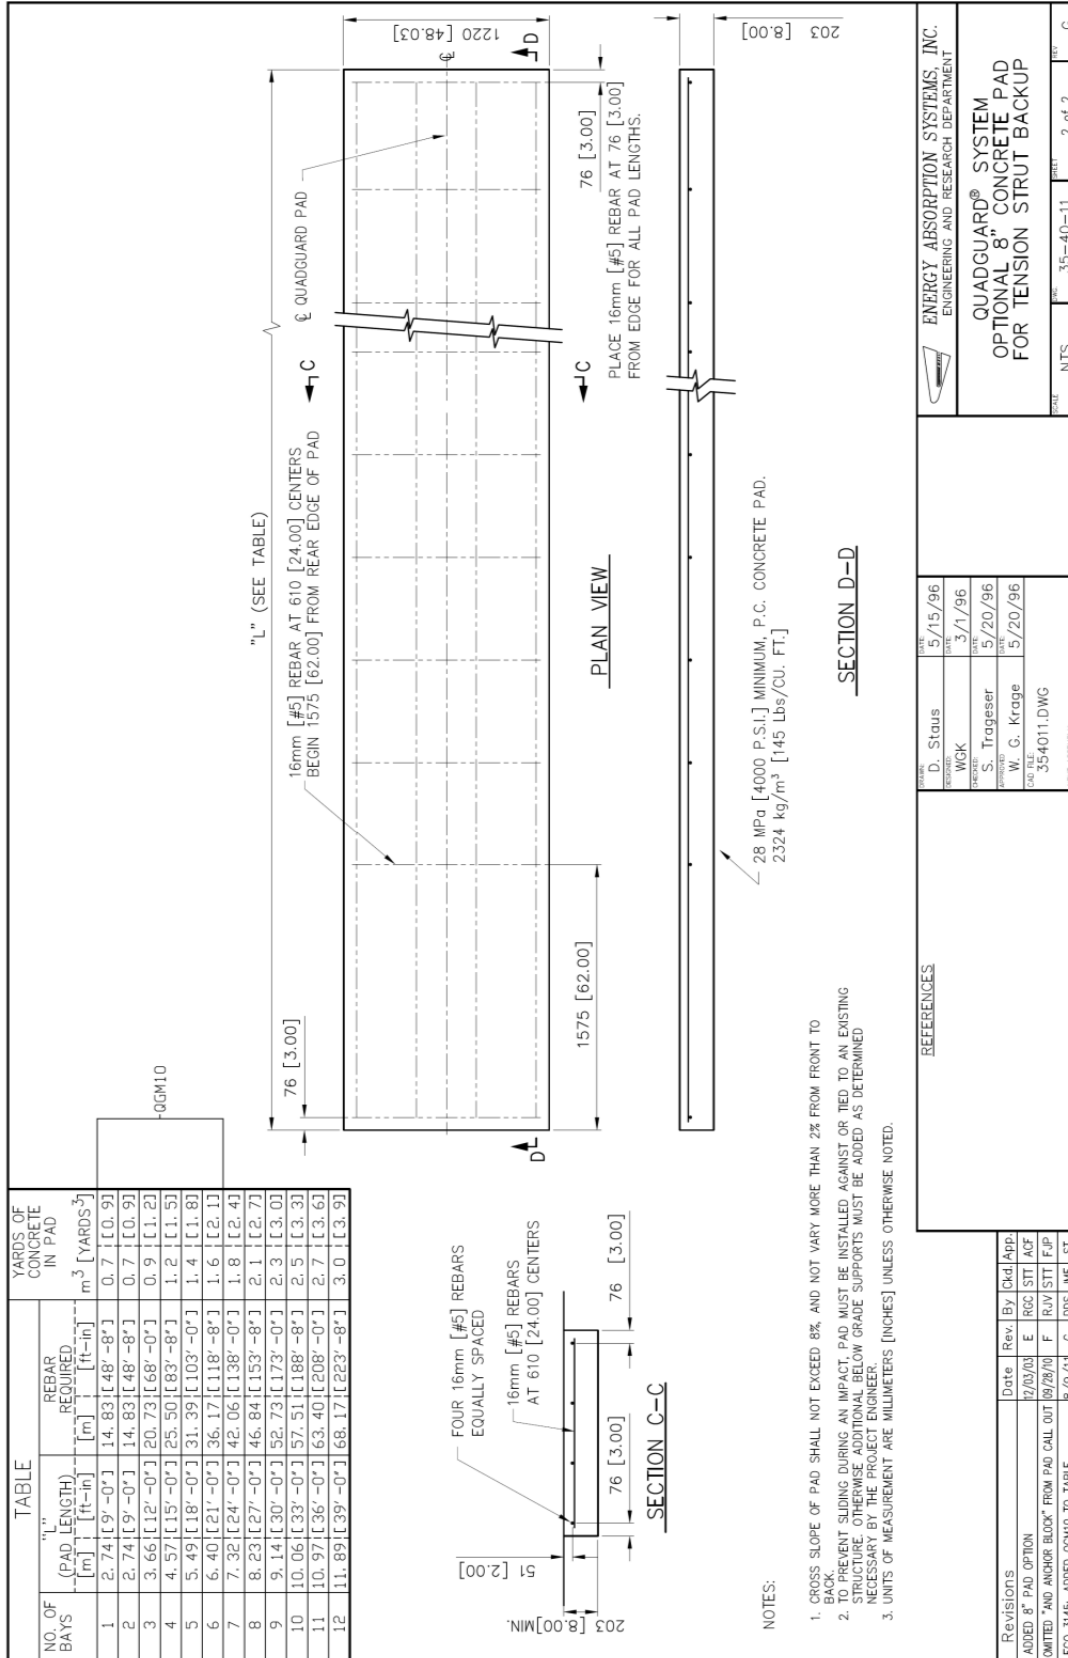 TABLE
NO. OF BAYS | "L" (PAD LENGTH) [m] [ft-in] | REBAR REQUIRED [m] [ft-in] | YARDS OF CONCRETE IN PAD m³ [YARDS³]
1 | 2.74 [9'-0"] | 14.83 [48'-8"] | 0.7 [0.9]
2 | 2.74 [9'-0"] | 14.83 [48'-8"] | 0.7 [0.9]
3 | 3.66 [12'-0"] | 20.73 [68'-0"] | 0.9 [1.2]
4 | 4.57 [15'-0"] | 25.50 [83'-8"] | 1.2 [1.5]
5 | 5.49 [18'-0"] | 31.39 [103'-0"] | 1.4 [1.8]
6 | 6.40 [21'-0"] | 36.17 [118'-8"] | 1.6 [2.1]
7 | 7.32 [24'-0"] | 42.06 [138'-0"] | 1.8 [2.4]
8 | 8.23 [27'-0"] | 46.84 [153'-8"] | 2.1 [2.7]
9 | 9.14 [30'-0"] | 52.73 [173'-0"] | 2.3 [3.0]
10 | 10.06 [33'-0"] | 57.51 [188'-8"] | 2.5 [3.3]
11 | 10.97 [36'-0"] | 63.40 [208'-0"] | 2.7 [3.6]
12 | 11.89 [39'-0"] | 68.17 [223'-8"] | 3.0 [3.9]
QGM10
"L" (SEE TABLE)
76 [3.00]
16mm [#5] REBAR AT 610 [24.00] CENTERS
BEGIN 1575 [62.00] FROM REAR EDGE OF PAD
C
℄ QUADGUARD PAD
1220 [48.03]
℄
D
D
1575 [62.00]
PLAN VIEW
C
76 [3.00]
PLACE 16mm [#5] REBAR AT 76 [3.00]
FROM EDGE FOR ALL PAD LENGTHS.
203 [8.00]
FOUR 16mm [#5] REBARS
EQUALLY SPACED
16mm [#5] REBARS
AT 610 [24.00] CENTERS
51 [2.00]
203 [8.00]MIN.
76 [3.00]
76 [3.00]
SECTION C-C
28 MPa [4000 P.S.I.] MINIMUM, P.C. CONCRETE PAD.
2324 kg/m³ [145 Lbs/CU. FT.]
SECTION D-D
NOTES:
1. CROSS SLOPE OF PAD SHALL NOT EXCEED 8%, AND NOT VARY MORE THAN 2% FROM FRONT TO
BACK.
2. TO PREVENT SLIDING DURING AN IMPACT, PAD MUST BE INSTALLED AGAINST OR TIED TO AN EXISTING
STRUCTURE. OTHERWISE ADDITIONAL BELOW GRADE SUPPORTS MUST BE ADDED AS DETERMINED
NECESSARY BY THE PROJECT ENGINEER.
3. UNITS OF MEASUREMENT ARE MILLIMETERS [INCHES] UNLESS OTHERWISE NOTED.
Revisions | Date | Rev. | By | Ckd. | App.
ADDED 8" PAD OPTION | 12/03/03 | E | RGC | STT | ACF
OMITTED "AND ANCHOR BLOCK" FROM PAD CALL OUT | 09/28/10 | F | RJV | STT | FJP
REFERENCES
DRAWN: D. Staus DATE: 5/15/96
DESIGNED: WGK DATE: 3/1/96
CHECKED: S. Trageser DATE: 5/20/96
APPROVED: W. G. Krage DATE: 5/20/96
CAD FILE: 354011.DWG
ENERGY ABSORPTION SYSTEMS, INC.
ENGINEERING AND RESEARCH DEPARTMENT
QUADGUARD® SYSTEM
OPTIONAL 8" CONCRETE PAD
FOR TENSION STRUT BACKUP
SCALE NTS DWG. 35-40-11 SHEET 2 of 2 REV G